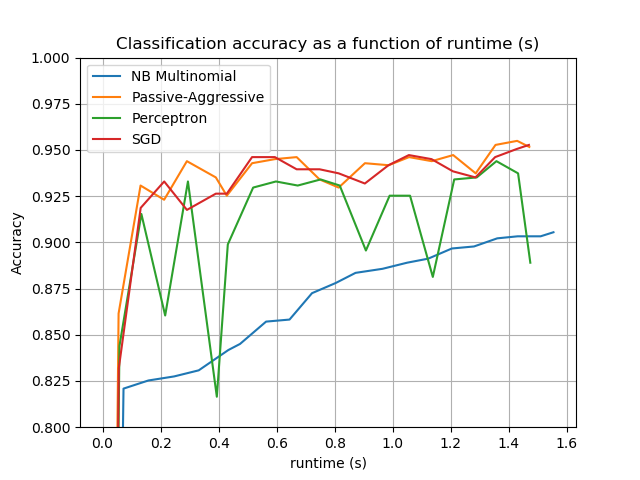 Classification accuracy as a function of runtime (s)
NB Multinomial
Passive-Aggressive
Perceptron
SGD
Accuracy
1.000
0.975
0.950
0.925
0.900
0.875
0.850
0.825
0.800
0.0 0.2 0.4 0.6 0.8 1.0 1.2 1.4 1.6
runtime (s)